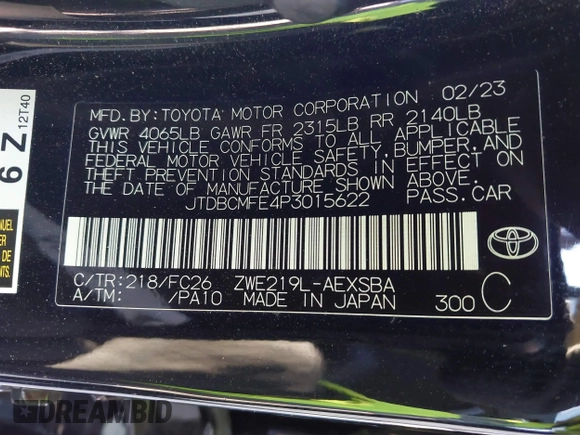 MFD. BY: TOYOTA MOTOR CORPORATION 02/23
GVWR 4065LB GAWR FR 2315LB RR 2140LB
THIS VEHICLE CONFORMS TO ALL APPLICABLE
FEDERAL MOTOR VEHICLE SAFETY, BUMPER, AND
THEFT PREVENTION STANDARDS IN EFFECT ON
THE DATE OF MANUFACTURE SHOWN ABOVE.
JTDBCMFE4P3015622 PASS. CAR
C/TR: 218/FC26 ZWE219L-AEXSBA
A/TM: /PA10 MADE IN JAPAN 300 C
6 Z
12T40
DREAMBID